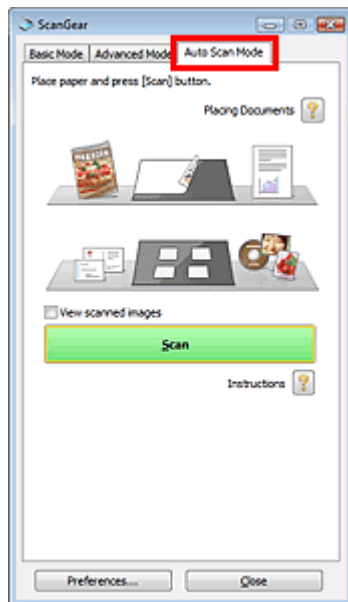 ScanGear
Basic Mode Advanced Mode Auto Scan Mode
Place paper and press [Scan] button.
Placing Documents
View scanned images
Scan
Instructions
Preferences... Close